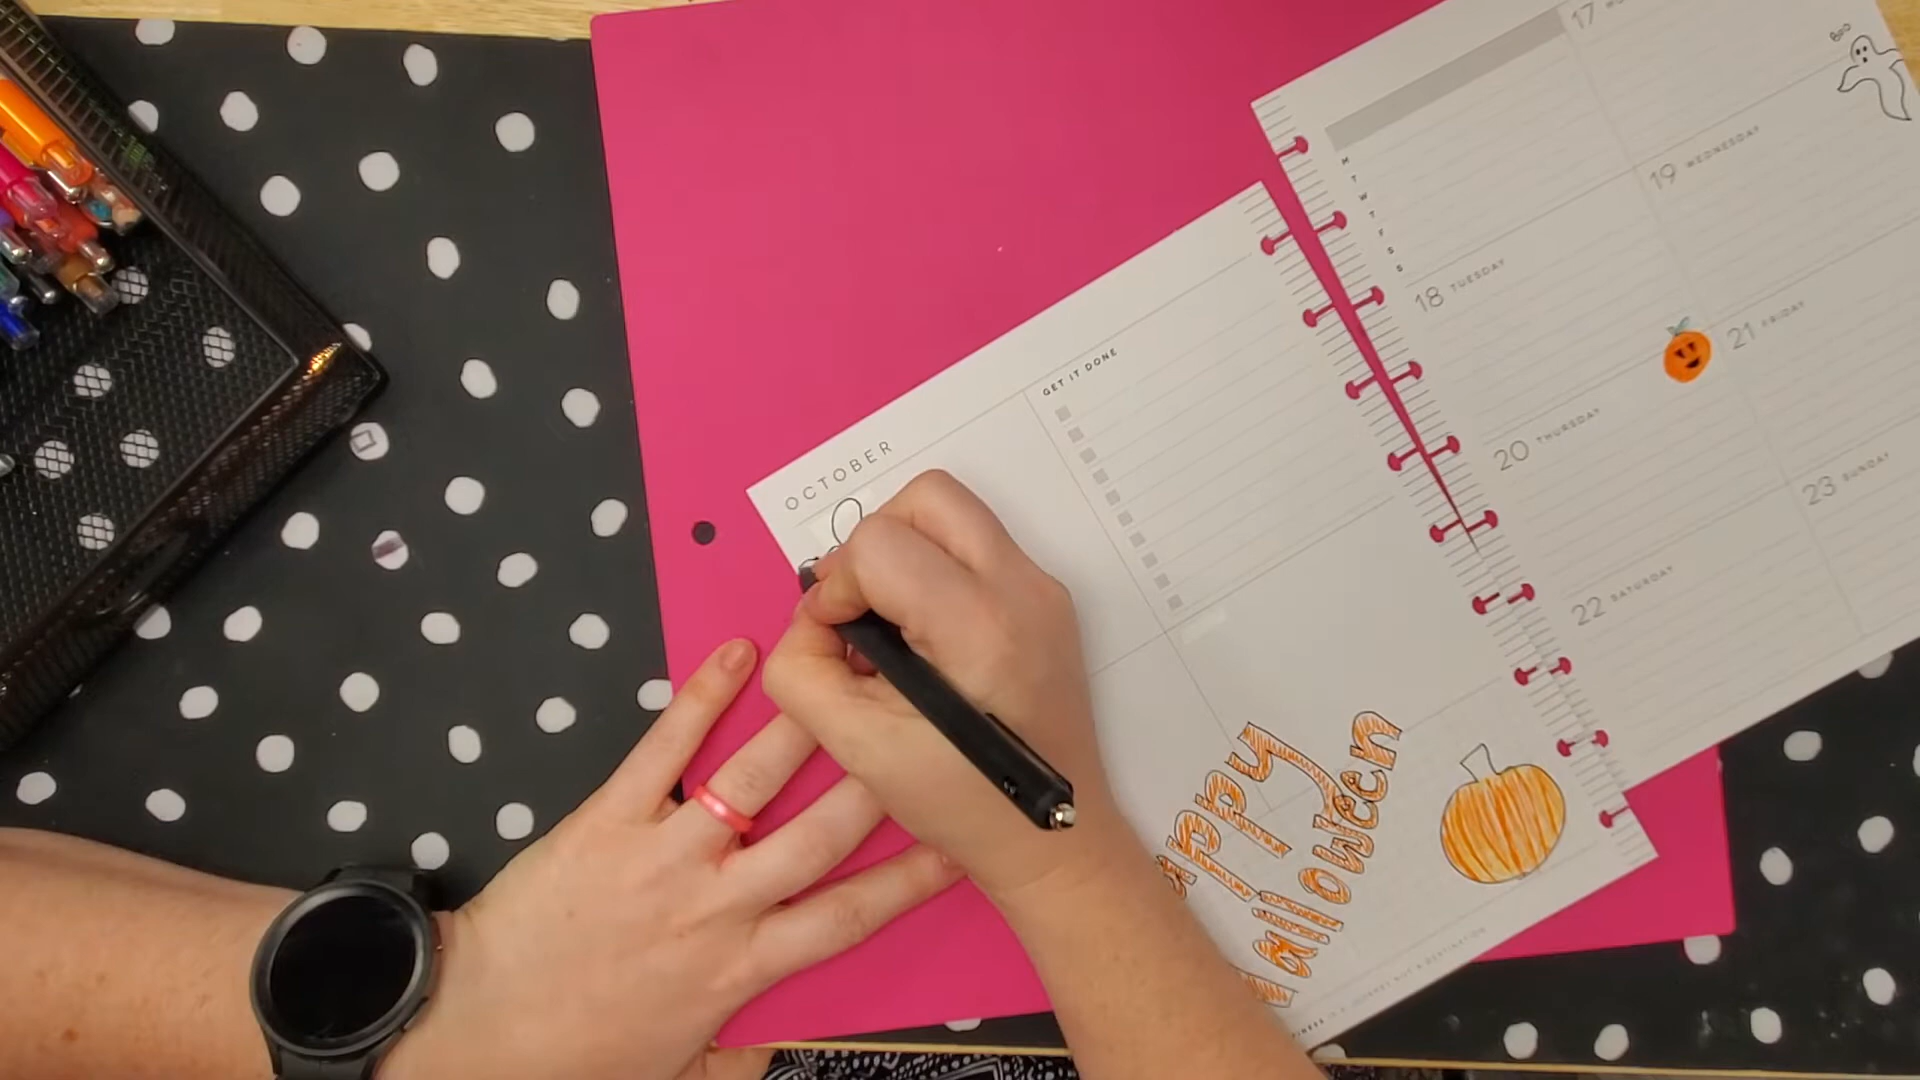 OCTOBER
GET IT DONE
Halloween
M
T
W
T
F
S
S
17
18 TUESDAY
19 WEDNESDAY
20 THURSDAY
21 FRIDAY
22 SATURDAY
23 SUNDAY
BOO